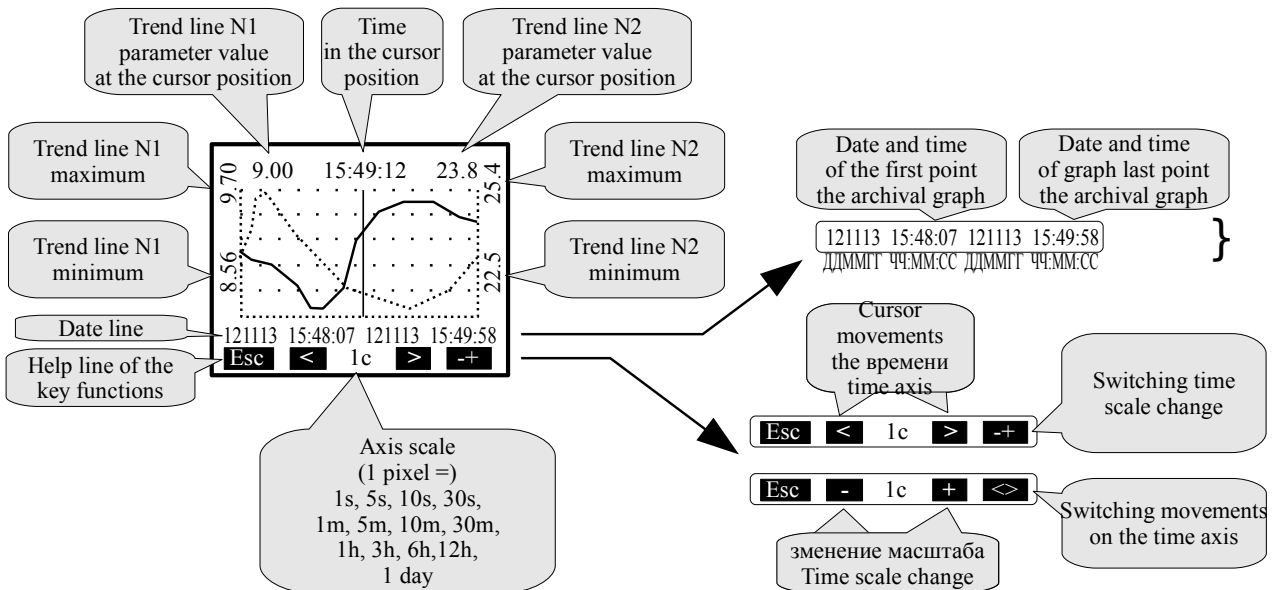 Trend line N1
parameter value
at the cursor position
Time
in the cursor
position
Trend line N2
parameter value
at the cursor position
Trend line N1
maximum
Trend line N1
minimum
Date line
Help line of the
key functions
9.70
8.56
9.00 15:49:12 23.8
25.4
22.5
121113 15:48:07 121113 15:49:58
Esc < 1c > -+
Trend line N2
maximum
Trend line N2
minimum
Axis scale
(1 pixel =)
1s, 5s, 10s, 30s,
1m, 5m, 10m, 30m,
1h, 3h, 6h,12h,
1 day
Date and time
of the first point
the archival graph
Date and time
of graph last point
the archival graph
121113 15:48:07 121113 15:49:58
}
ДДММГГ ЧЧ:ММ:СС ДДММГГ ЧЧ:ММ:СС
Cursor
movements
the времени
time axis
Esc < 1c > -+
Switching time
scale change
Esc - 1c + <>
Switching movements
on the time axis
зменение масштаба
Time scale change